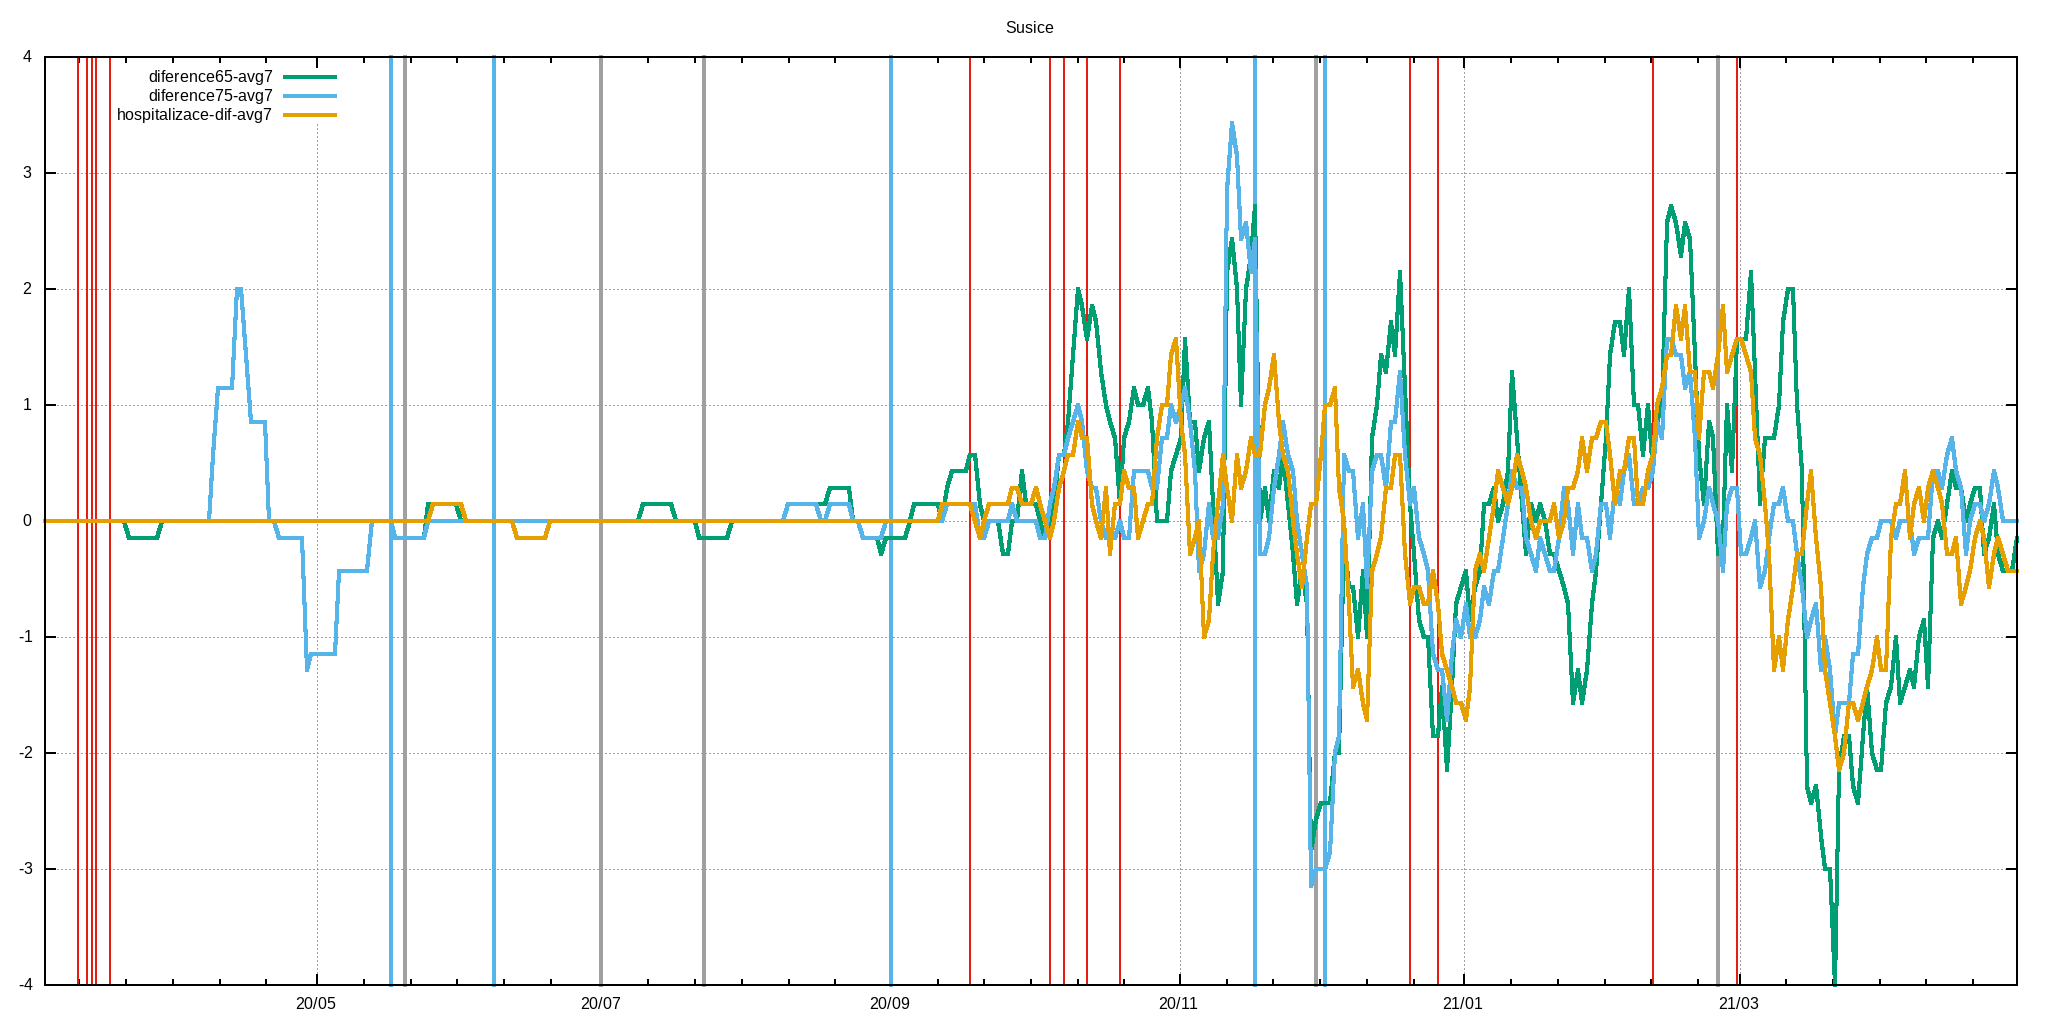 Susice
4
diference65-avg7
diference75-avg7
hospitalizace-dif-avg7
3
2
1
0
-1
-2
-3
-4
20/05 20/07 20/09 20/11 21/01 21/03